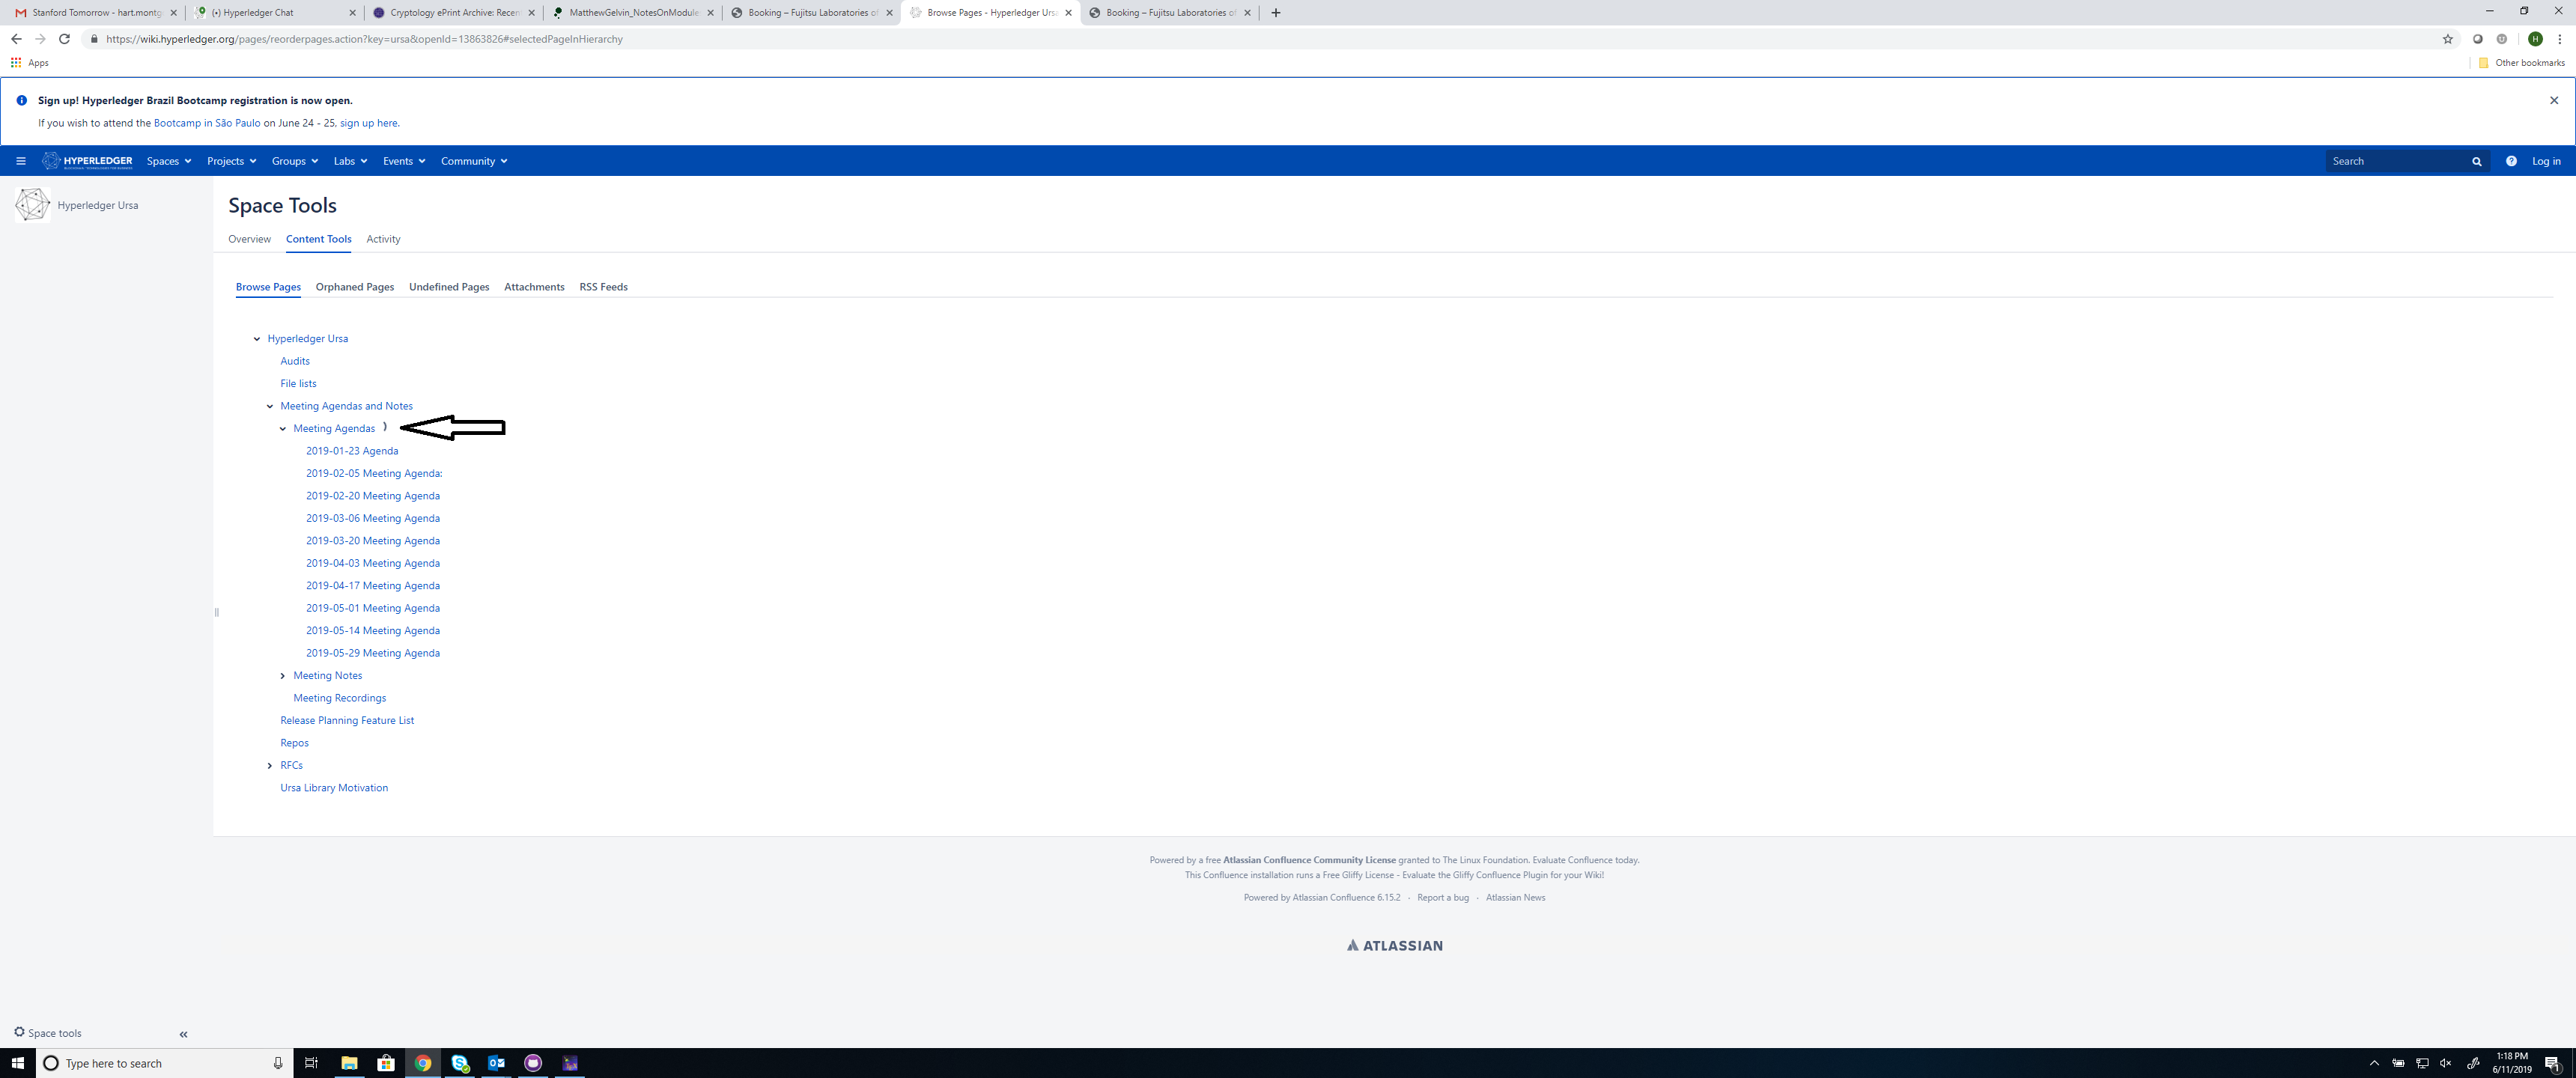 Stanford Tomorrow - hart.montg
(•) Hyperledger Chat
Cryptology ePrint Archive: Recen
MatthewGelvin_NotesOnModule
Booking – Fujitsu Laboratories of
Browse Pages - Hyperledger Ursa
Booking – Fujitsu Laboratories of
https://wiki.hyperledger.org/pages/reorderpages.action?key=ursa&openId=13863826#selectedPageInHierarchy
H
Apps
Other bookmarks
Sign up! Hyperledger Brazil Bootcamp registration is now open.
If you wish to attend the Bootcamp in São Paulo on June 24 - 25, sign up here.
HYPERLEDGER Spaces Projects Groups Labs Events Community Search Log in
Hyperledger Ursa
Space Tools
Overview Content Tools Activity
Browse Pages Orphaned Pages Undefined Pages Attachments RSS Feeds
Hyperledger Ursa
Audits
File lists
Meeting Agendas and Notes
Meeting Agendas
2019-01-23 Agenda
2019-02-05 Meeting Agenda:
2019-02-20 Meeting Agenda
2019-03-06 Meeting Agenda
2019-03-20 Meeting Agenda
2019-04-03 Meeting Agenda
2019-04-17 Meeting Agenda
2019-05-01 Meeting Agenda
2019-05-14 Meeting Agenda
2019-05-29 Meeting Agenda
Meeting Notes
Meeting Recordings
Release Planning Feature List
Repos
RFCs
Ursa Library Motivation
Powered by a free Atlassian Confluence Community License granted to The Linux Foundation. Evaluate Confluence today.
This Confluence installation runs a Free Gliffy License - Evaluate the Gliffy Confluence Plugin for your Wiki!
Powered by Atlassian Confluence 6.15.2 · Report a bug · Atlassian News
ATLASSIAN
Space tools
Type here to search
1:18 PM
6/11/2019
1